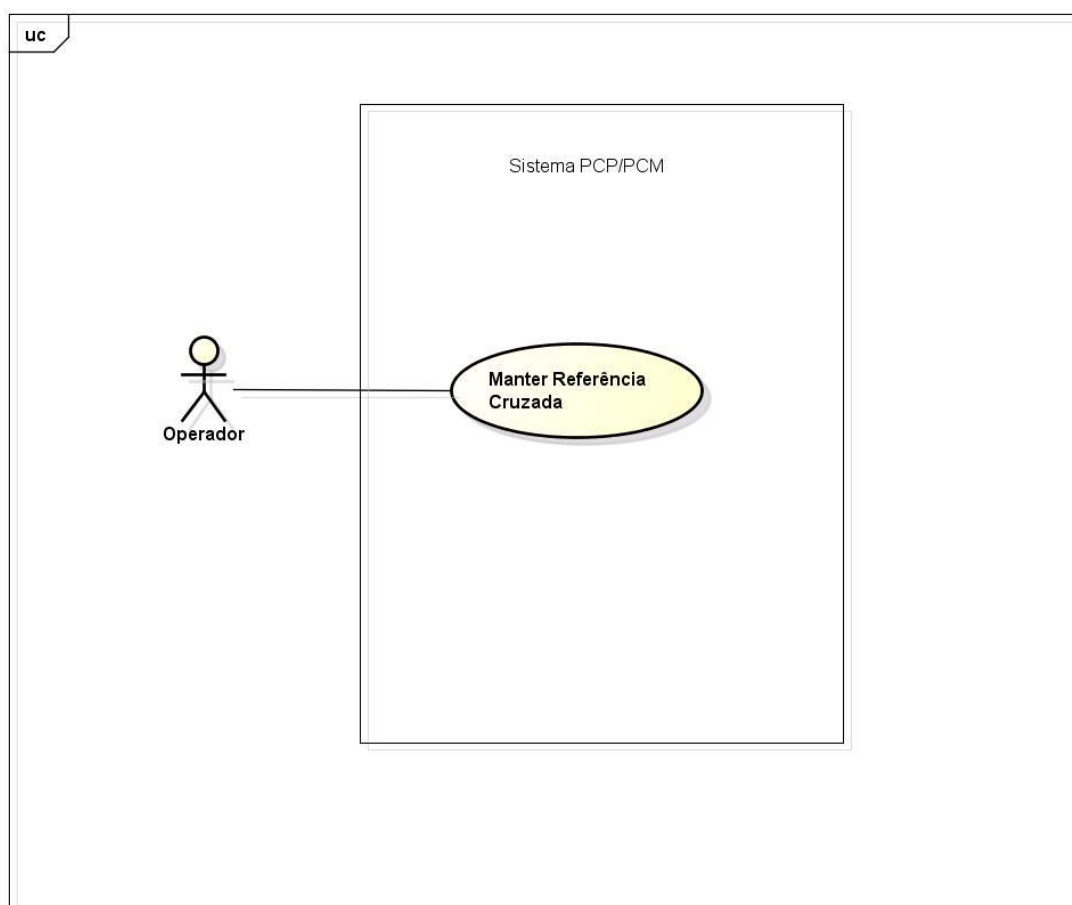 uc
Sistema PCP/PCM
Manter Referência
Cruzada
Operador